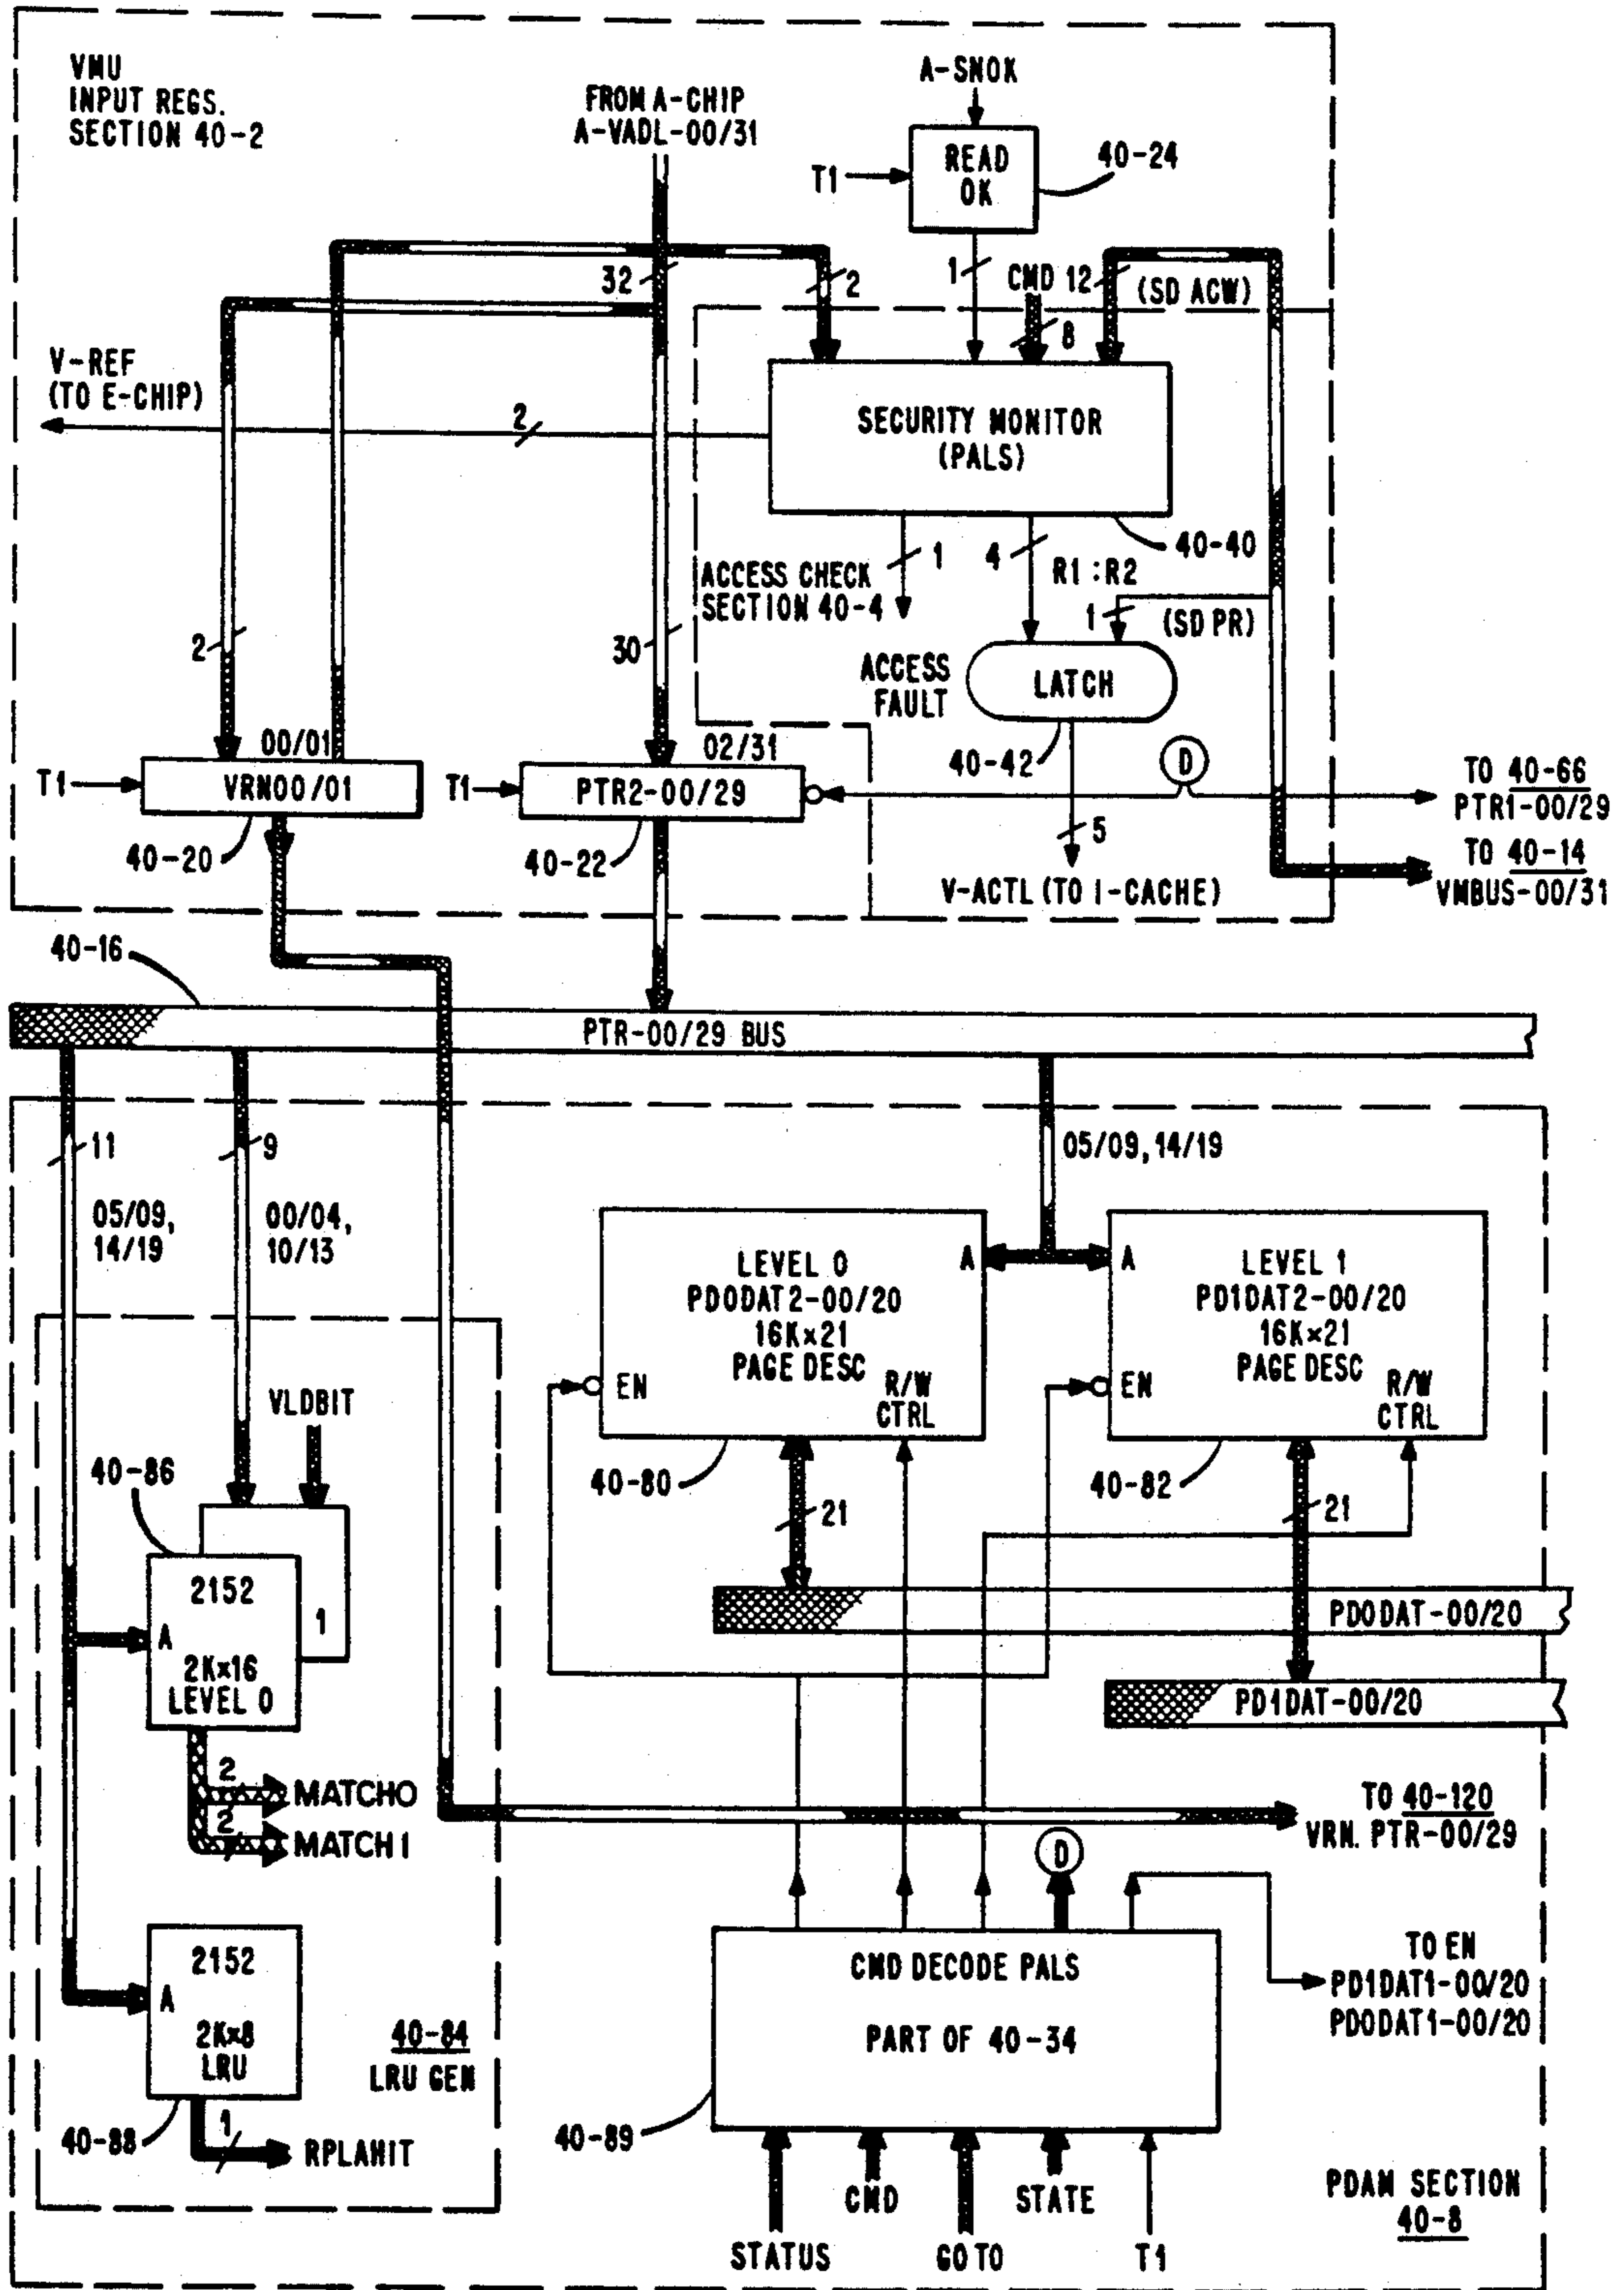 VMU
INPUT REGS.
SECTION 40-2
FROM A-CHIP
A-VADL-00/31
A-SNOK
READ
OK
40-24
T1
32
2
1
CMD 12
(SD ACW)
8
V-REF
(TO E-CHIP)
2
SECURITY MONITOR
(PALS)
40-40
1
4
R1:R2
ACCESS CHECK
SECTION 40-4
1
(SD PR)
2
30
ACCESS
FAULT
LATCH
00/01
02/31
40-42
D
T1
VRN00/01
T1
PTR2-00/29
TO 40-66
PTR1-00/29
40-20
40-22
5
TO 40-14
VMBUS-00/31
V-ACTL (TO I-CACHE)
40-16
PTR-00/29 BUS
11
9
05/09, 14/19
05/09,
14/19
00/04,
10/13
A
LEVEL 0
PD0DAT2-00/20
16K×21
PAGE DESC
EN
R/W
CTRL
A
LEVEL 1
PD1DAT2-00/20
16K×21
PAGE DESC
EN
R/W
CTRL
VLDBIT
40-86
40-80
21
40-82
21
2152
1
A
2K×16
LEVEL 0
PD0DAT-00/20
PD1DAT-00/20
2
MATCH0
2
MATCH1
TO 40-120
VRN. PTR-00/29
D
2152
A
2K×8
LRU
40-84
LRU GEN
CMD DECODE PALS
PART OF 40-34
TO EN
PD1DAT1-00/20
PD0DAT1-00/20
40-88
1
RPLAHIT
40-89
CMD
STATE
STATUS
GO TO
T1
PDAM SECTION
40-8